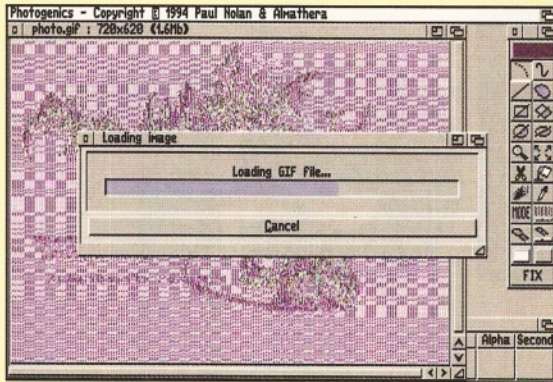 Photogenics - Copyright © 1994 Paul Nolan & Almathera
photo.gif : 720x620 (1.6Mb)
Loading Image
Loading GIF file...
Cancel
MODE
FIX
Alpha Second